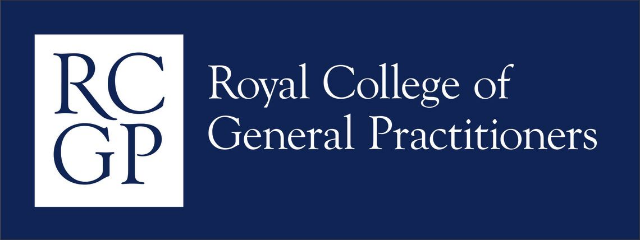 RC
GP
Royal College of
General Practitioners